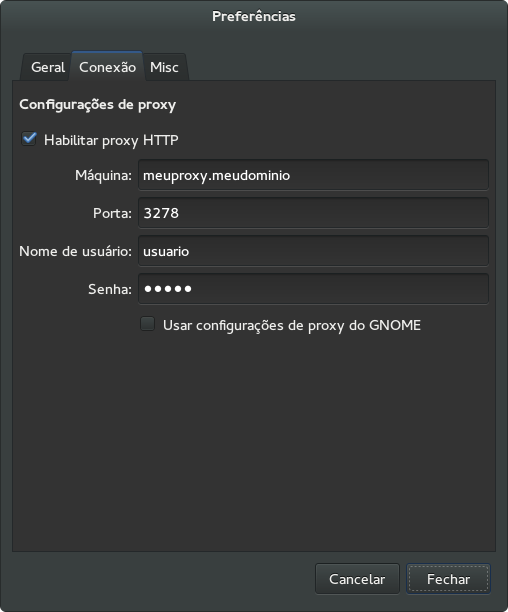 Preferências
Geral Conexão Misc
Configurações de proxy
Habilitar proxy HTTP
Máquina: meuproxy.meudominio
Porta: 3278
Nome de usuário: usuario
Senha: •••••
Usar configurações de proxy do GNOME
Cancelar Fechar